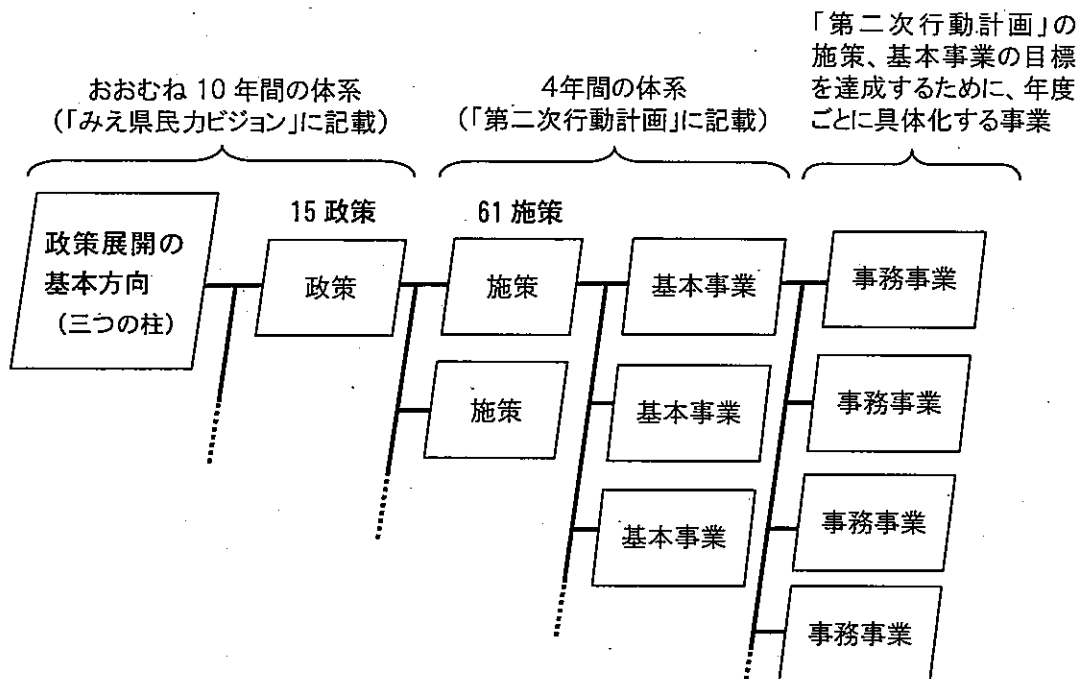 「第二次行動計画」の
施策、基本事業の目標
を達成するために、年度
ごとに具体化する事業
おおむね 10 年間の体系
(「みえ県民力ビジョン」に記載)
4年間の体系
(「第二次行動計画」に記載)
15 政策
61 施策
政策展開の
基本方向
(三つの柱)
政策
施策
基本事業
事務事業
施策
基本事業
事務事業
基本事業
事務事業
事務事業